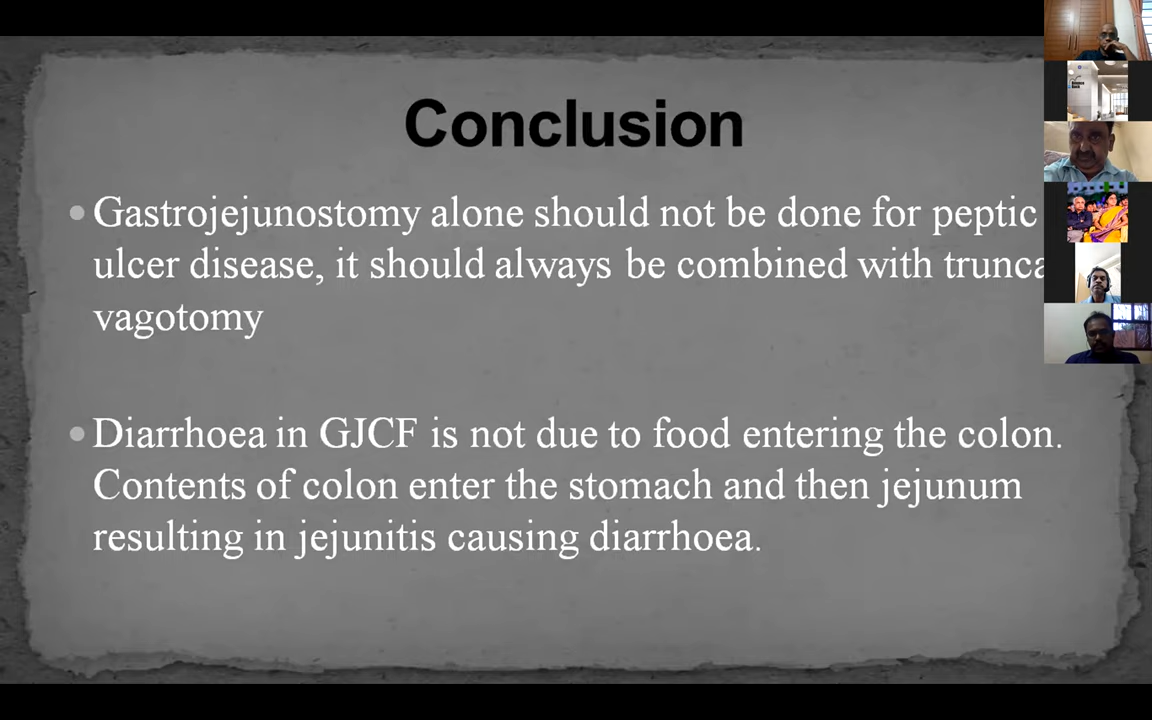 Conclusion
Gastrojejunostomy alone should not be done for peptic
ulcer disease, it should always be combined with trunca
vagotomy
Diarrhoea in GJCF is not due to food entering the colon.
Contents of colon enter the stomach and then jejunum
resulting in jejunitis causing diarrhoea.